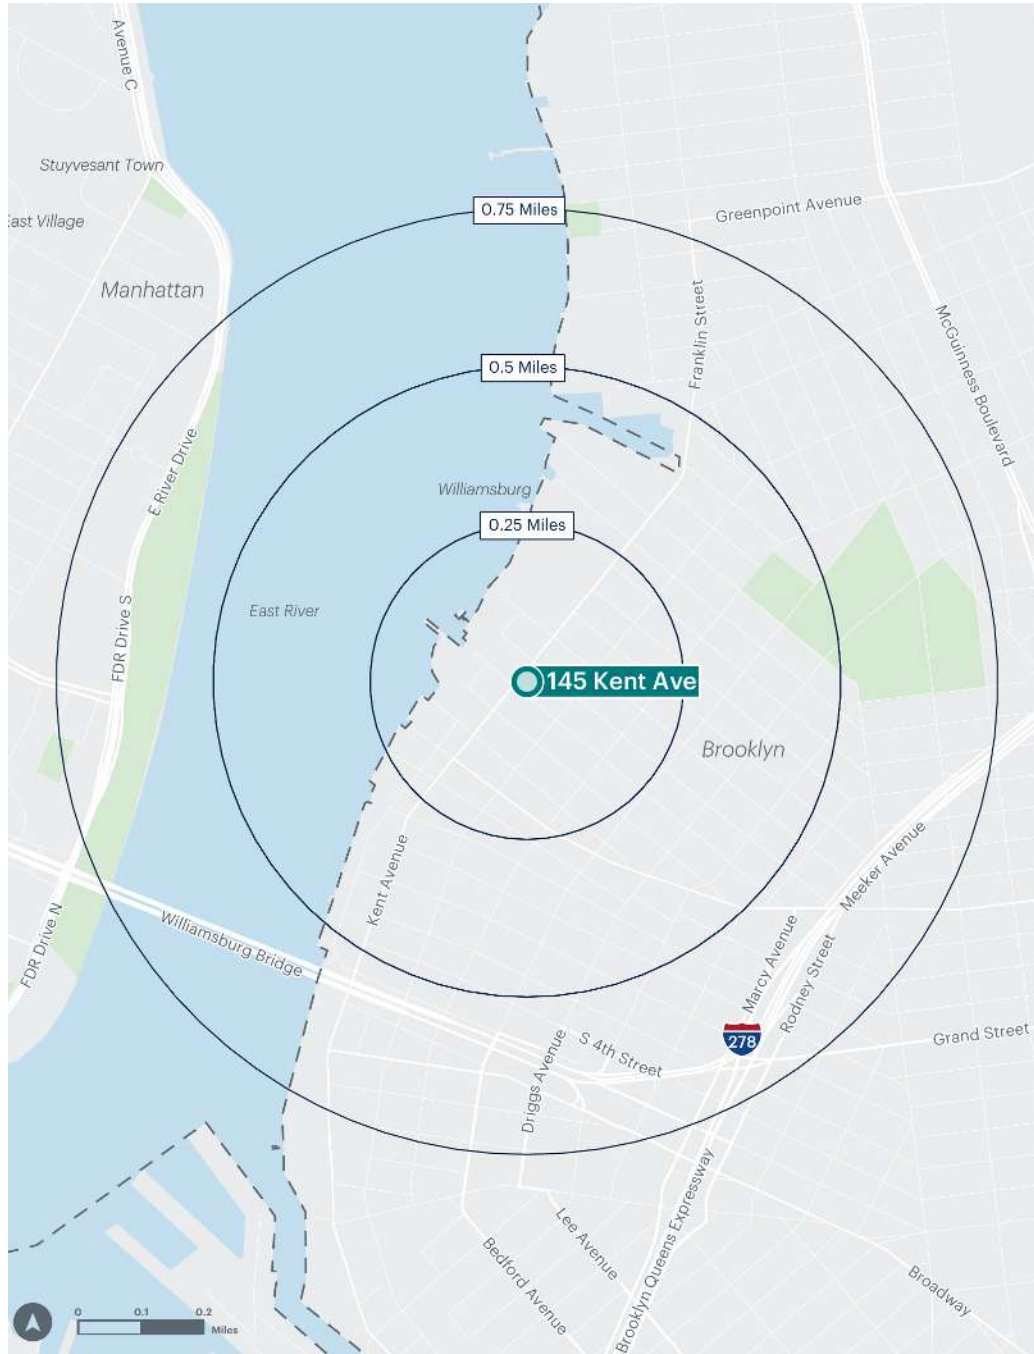 Avenue C
Stuyvesant Town
East Village
Manhattan
0.75 Miles
Greenpoint Avenue
Franklin Street
McGuinness Boulevard
0.5 Miles
E River Drive
Williamsburg
0.25 Miles
East River
FDR Drive S
145 Kent Ave
Brooklyn
Kent Avenue
Meeker Avenue
Williamsburg Bridge
FDR Drive N
Marcy Avenue
Rodney Street
278
Grand Street
S 4th Street
Driggs Avenue
Brooklyn Queens Expressway
Lee Avenue
Bedford Avenue
Broadway
0 0.1 0.2
Miles